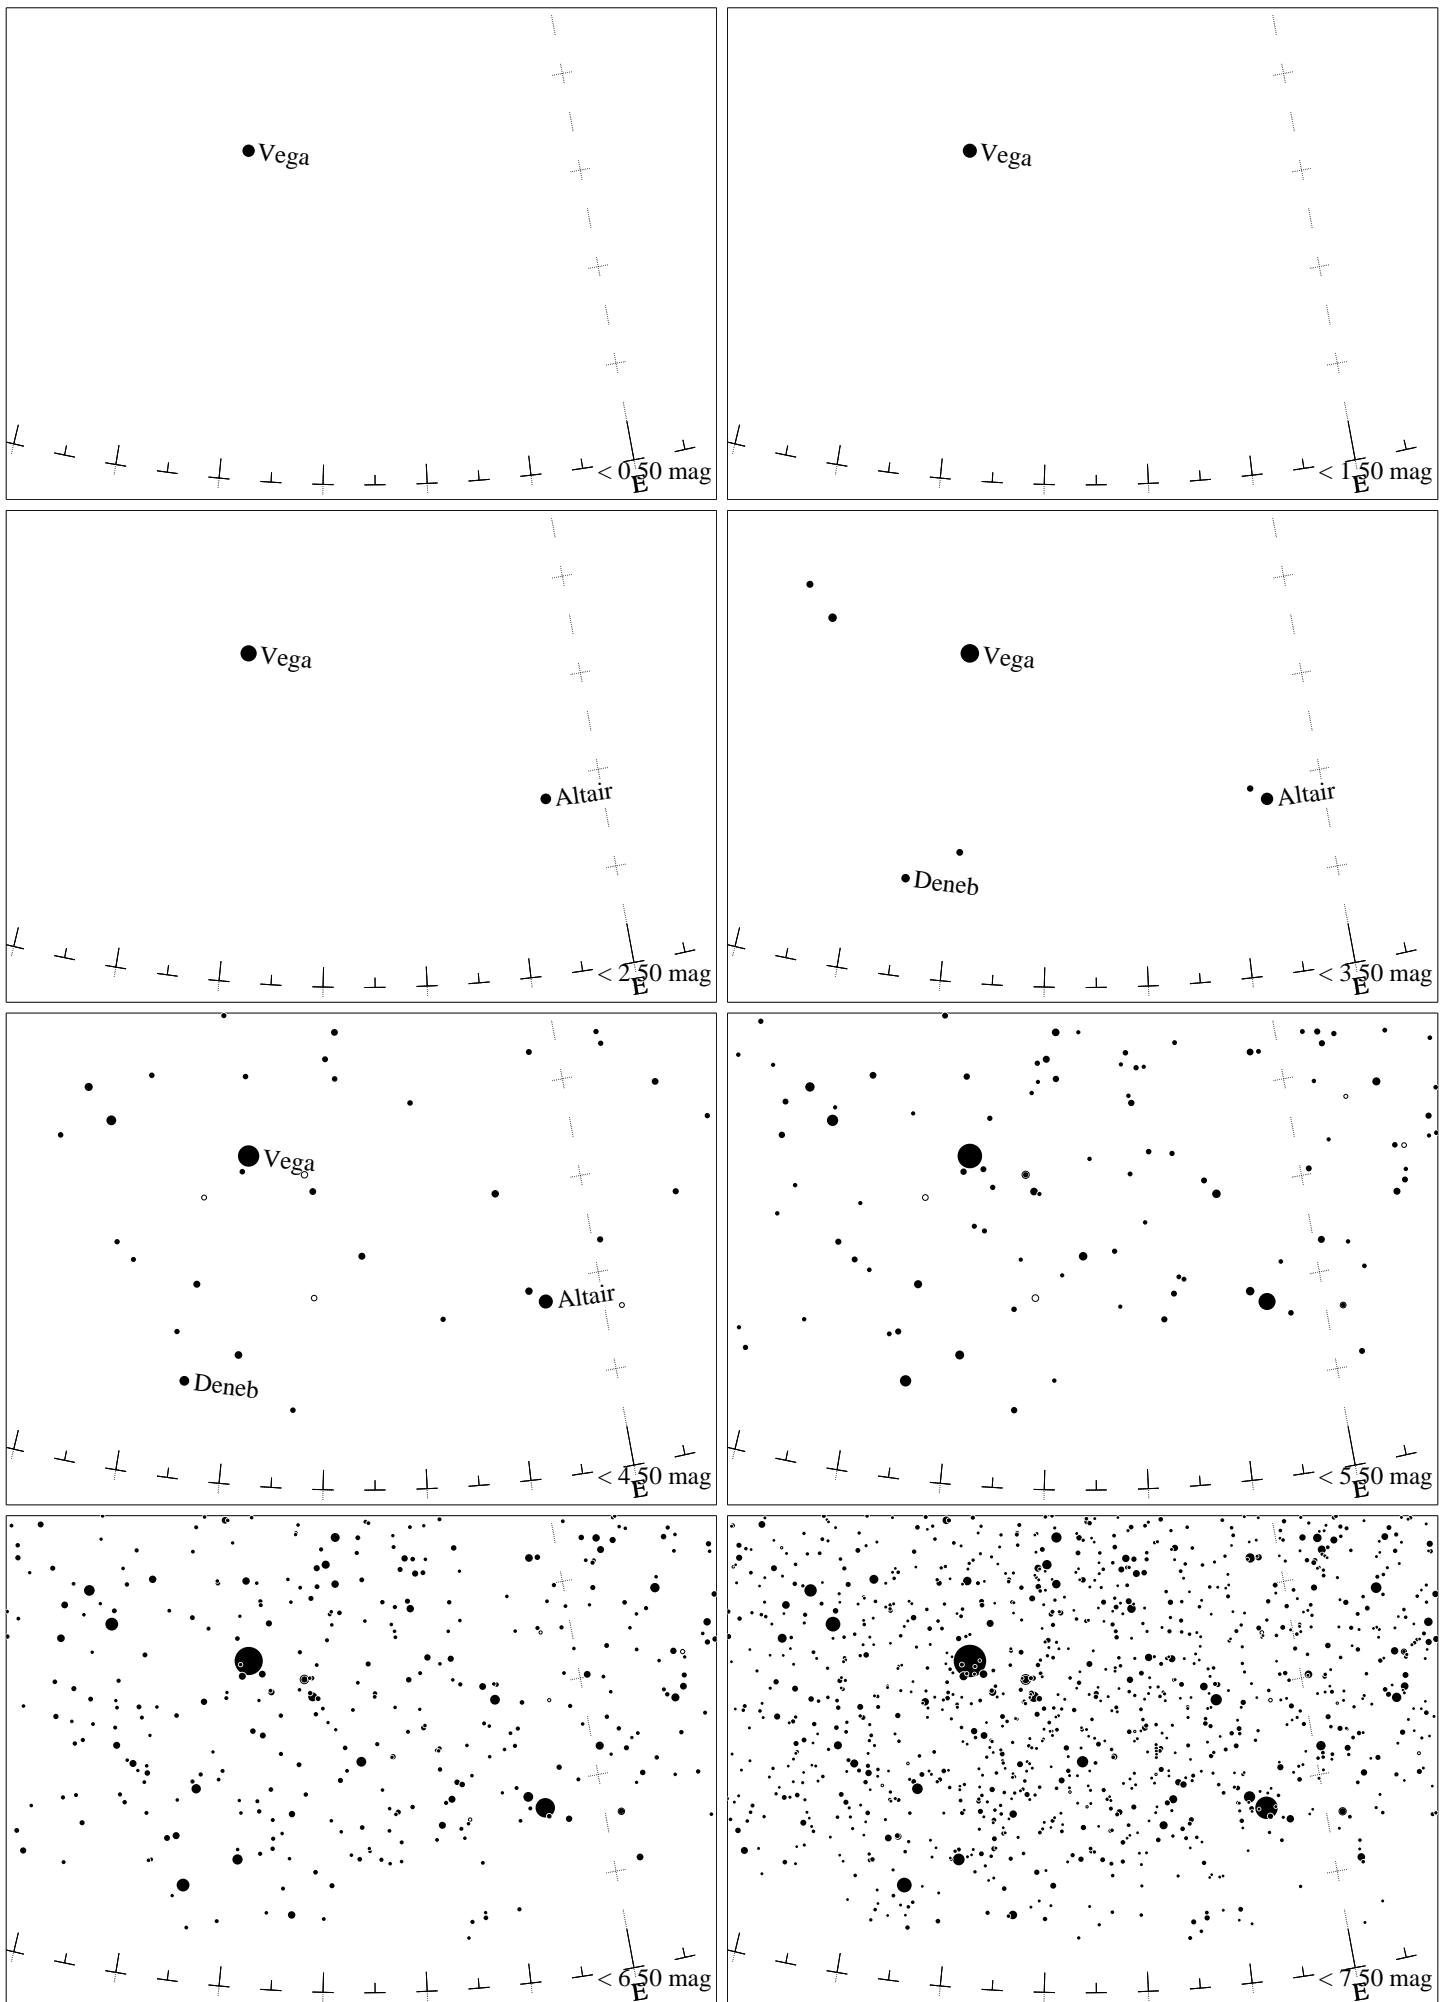 Vega
< 0.50 mag
E
Vega
< 1.50 mag
E
Vega
Altair
< 2.50 mag
E
Vega
Altair
Deneb
< 3.50 mag
E
Vega
Altair
Deneb
< 4.50 mag
E
< 5.50 mag
E
< 6.50 mag
E
< 7.50 mag
E